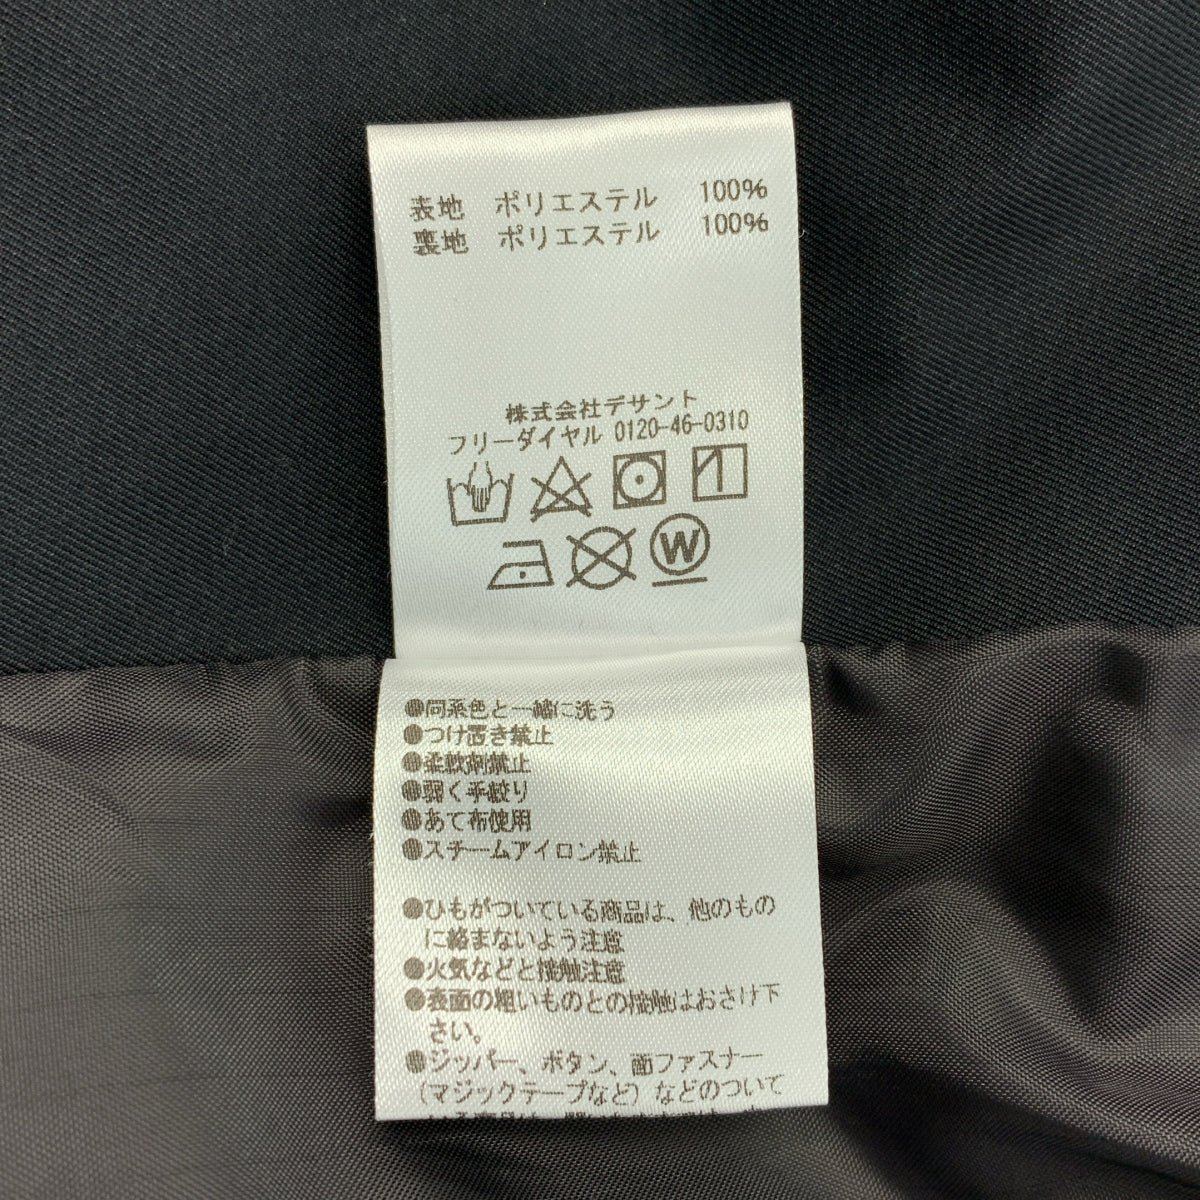 表地 ポリエステル 100%
裏地 ポリエステル 100%
株式会社デサント
フリーダイヤル 0120-46-0310
W
●同系色と一緒に洗う
●つけ置き禁止
●柔軟剤禁止
●弱く手絞り
●あて布使用
●スチームアイロン禁止
●ひもがついている商品は、他のもの
に絡まないよう注意
●火気などと接触注意
●表面の粗いものとの接触はおさけ下
さい。
●ジッパー、ボタン、面ファスナー
(マジックテープなど)などのついて
いる商品は、